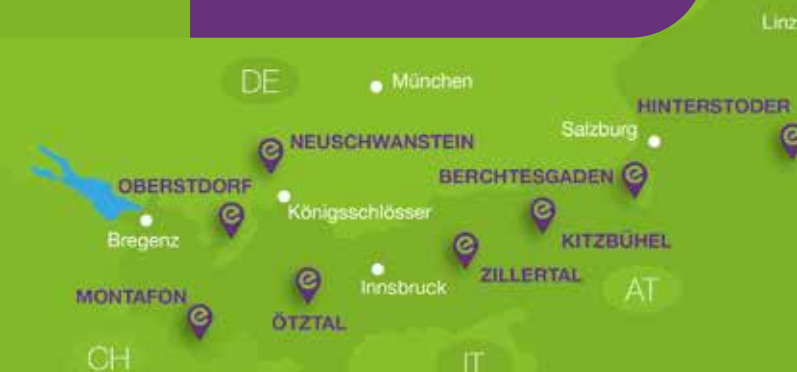 Linz
DE
München
HINTERSTODER
Salzburg
NEUSCHWANSTEIN
BERCHTESGADEN
OBERSTDORF
Königsschlösser
Bregenz
KITZBÜHEL
ZILLERTAL
Innsbruck
AT
MONTAFON
ÖTZTAL
CH
IT